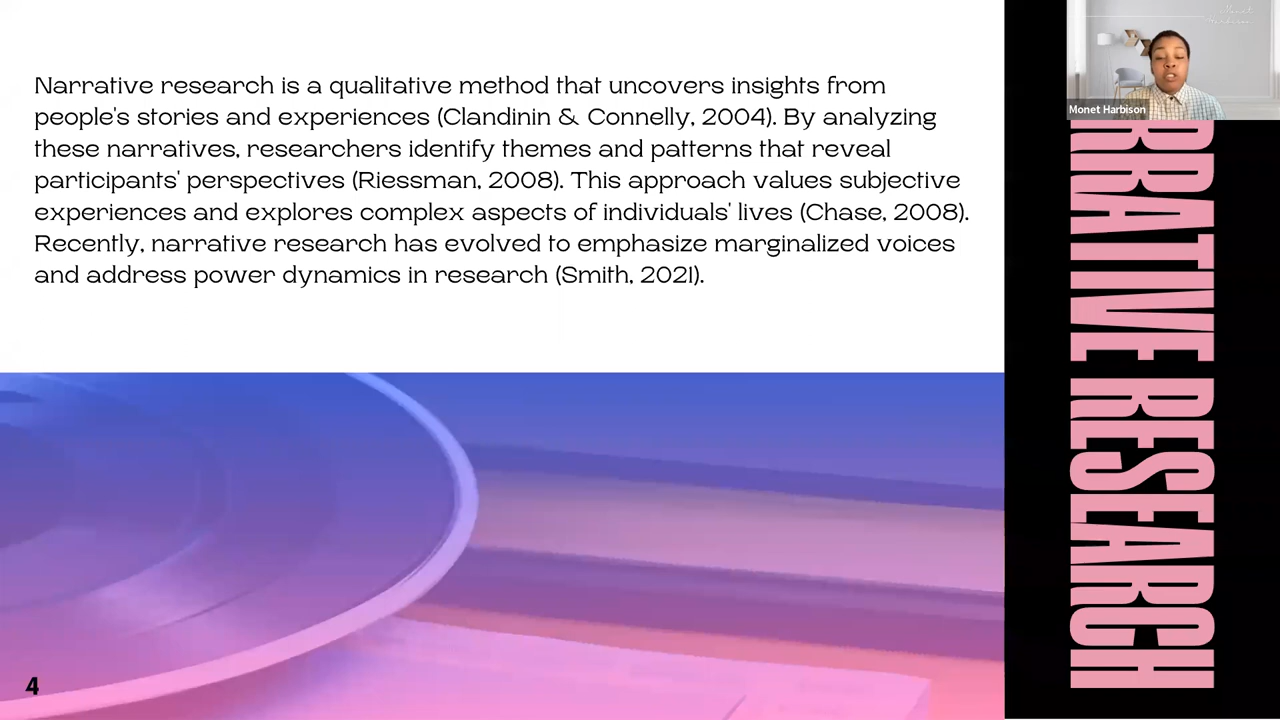 Narrative research is a qualitative method that uncovers insights from
people's stories and experienced (Clandinin & Connelly, 2004). By analyzing
these narratives, researchers identify themes and patterns that reveal
participants' perspectives (Riessman, 2008). This approach values subjective
experiences and explores complex aspects of individuals' lives (Chase, 2008).
Recently, narrative research has evolved to emphasize marginalized voices
and address power dynamics in research (Smith, 2021).
4
Monet
Harbison
Monet Harbison
RRATIVE RESEARCH